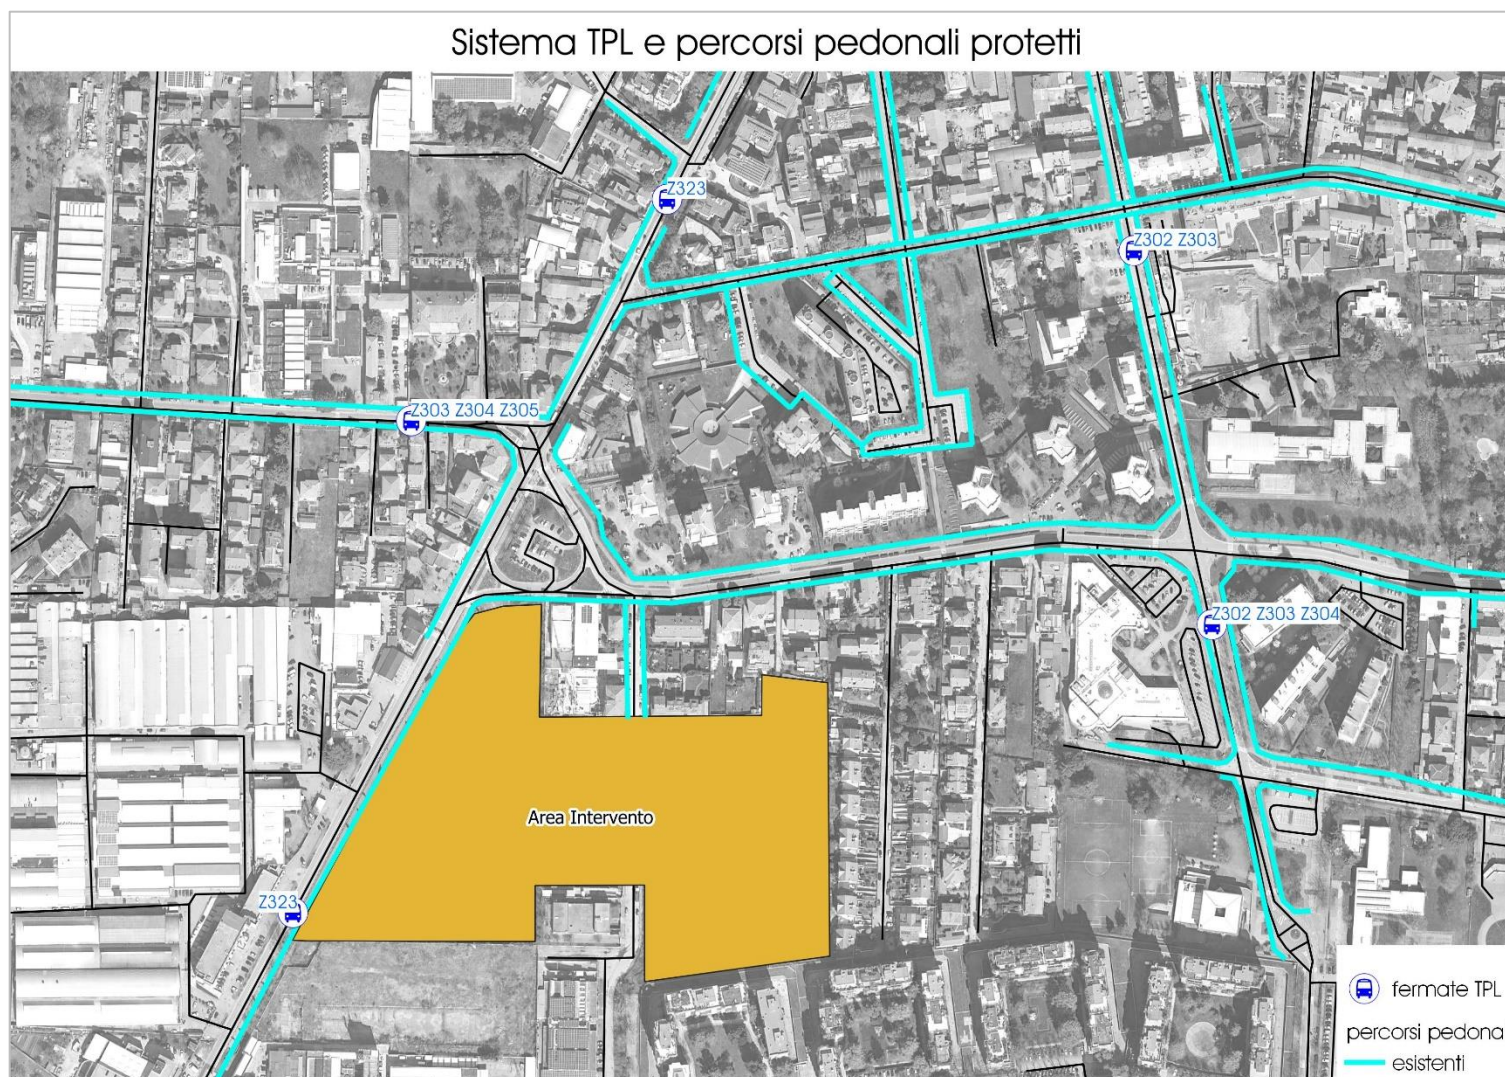 Sistema TPL e percorsi pedonali protetti
Z323
Z302 Z303
Z303 Z304 Z305
Z302 Z303 Z304
Area Intervento
Z323
fermate TPL
percorsi pedona
esistenti